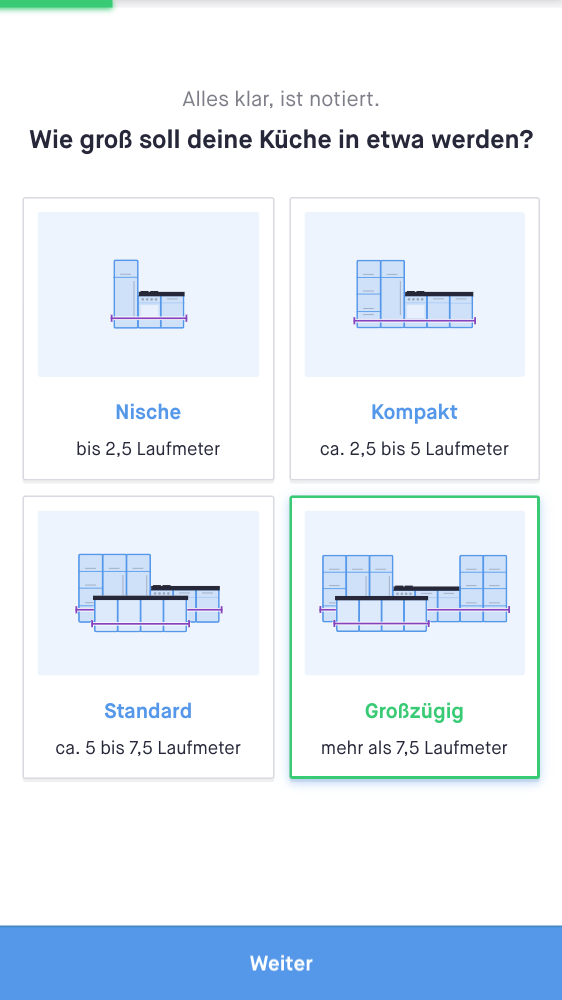 Alles klar, ist notiert.
Wie groß soll deine Küche in etwa werden?
Nische
bis 2,5 Laufmeter
Kompakt
ca. 2,5 bis 5 Laufmeter
Standard
ca. 5 bis 7,5 Laufmeter
Großzügig
mehr als 7,5 Laufmeter
Weiter